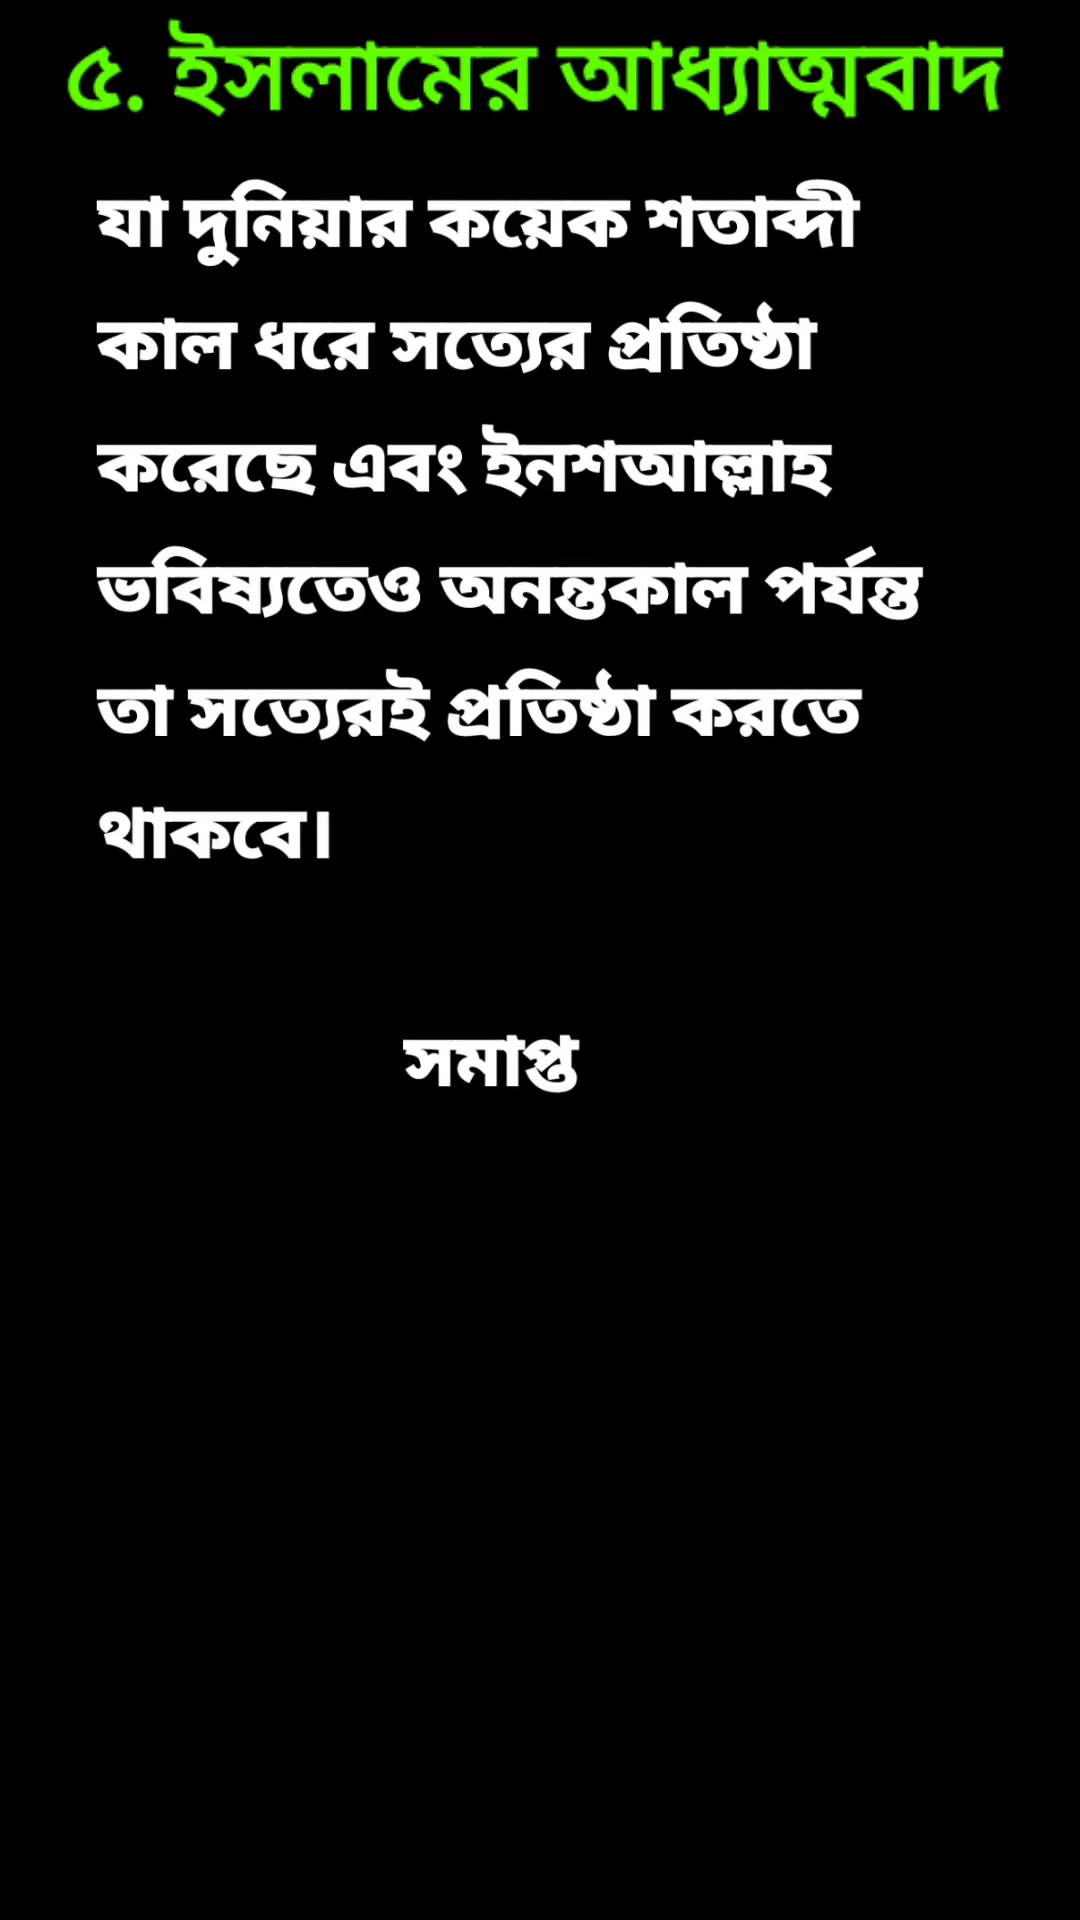 ৫. ইসলামের আধ্যাত্মবাদ
যা দুনিয়ার কয়েক শতাব্দী
কাল ধরে সত্যের প্রতিষ্ঠা
করেছে এবং ইনশআল্লাহ
ভবিষ্যতেও অনন্তকাল পর্যন্ত
তা সত্যেরই প্রতিষ্ঠা করতে
থাকবে।
সমাপ্ত